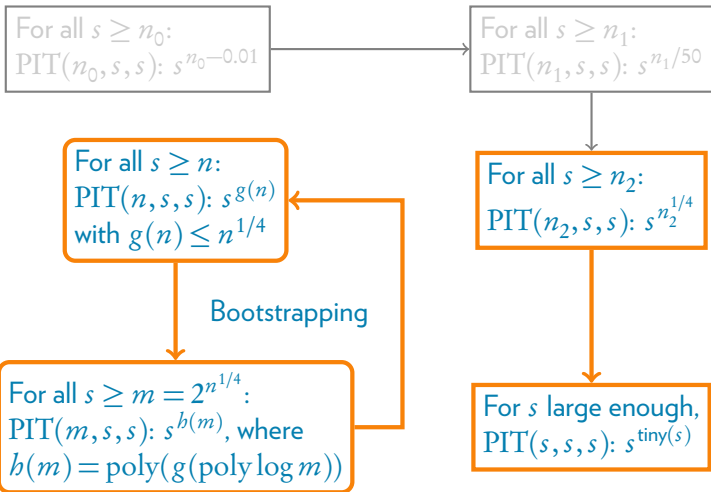 For all s ≥ n₀:
PIT(n₀, s, s): s^{n₀−0.01}
For all s ≥ n₁:
PIT(n₁, s, s): s^{n₁/50}
For all s ≥ n:
PIT(n, s, s): s^{g(n)}
with g(n) ≤ n^{1/4}
For all s ≥ n₂:
PIT(n₂, s, s): s^{n₂^{1/4}}
Bootstrapping
For all s ≥ m = 2^{n^{1/4}}:
PIT(m, s, s): s^{h(m)}, where
h(m) = poly(g(poly log m))
For s large enough,
PIT(s, s, s): s^{tiny(s)}